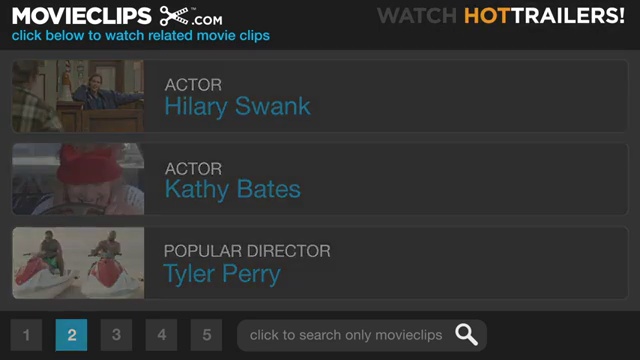 MOVIECLIPS .COM
click below to watch related movie clips
WATCH HOTTRAILERS!
ACTOR
Hilary Swank
ACTOR
Kathy Bates
POPULAR DIRECTOR
Tyler Perry
1 2 3 4 5 click to search only movieclips